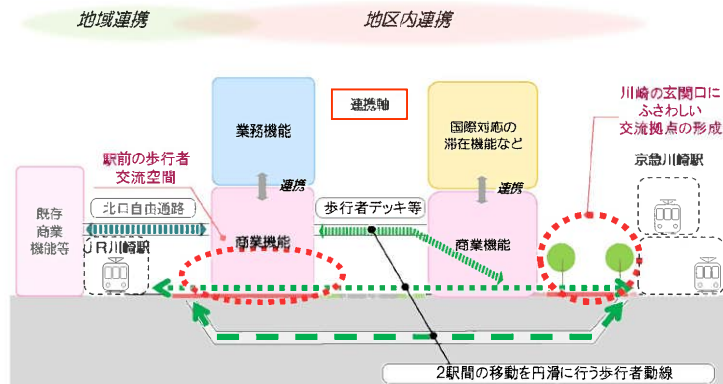 地域連携
地区内連携
連携軸
川崎の玄関口に
ふさわしい
交流拠点の形成
業務機能
国際対応の
滞在機能など
駅前の歩行者
交流空間
連携
連携
京急川崎駅
既存
商業
機能等
北口自由通路
歩行者デッキ等
JR川崎駅
商業機能
商業機能
2駅間の移動を円滑に行う歩行者動線